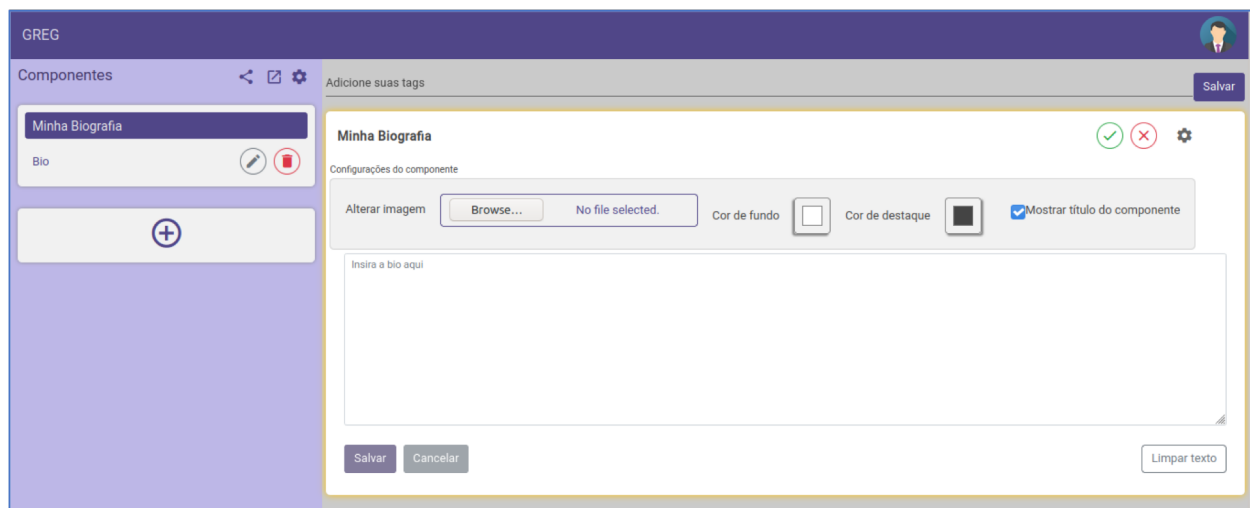 GREG
Componentes
Minha Biografia
Bio
Adicione suas tags
Salvar
Minha Biografia
Configurações do componente
Alterar imagem Browse... No file selected. Cor de fundo Cor de destaque Mostrar título do componente
Insira a bio aqui
Salvar Cancelar Limpar texto